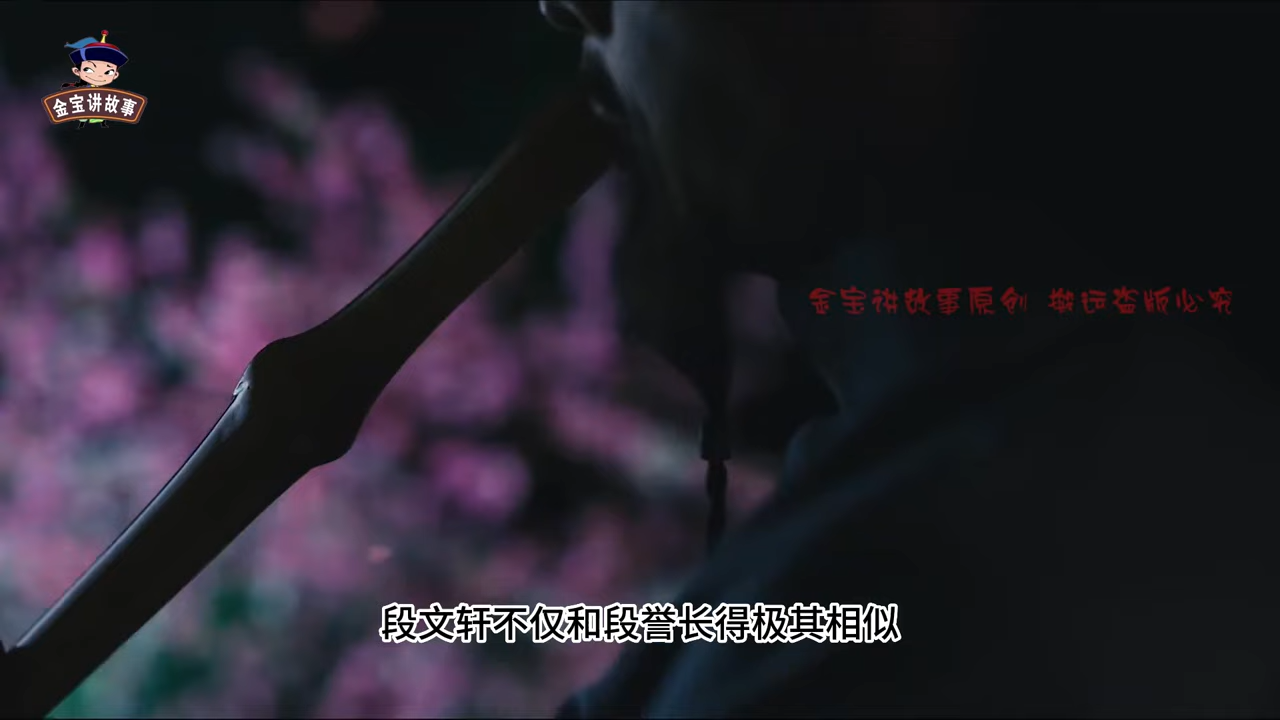 金宝讲故事
金宝讲故事原创 搬运盗版必究
段文轩不仅和段誉长得极其相似